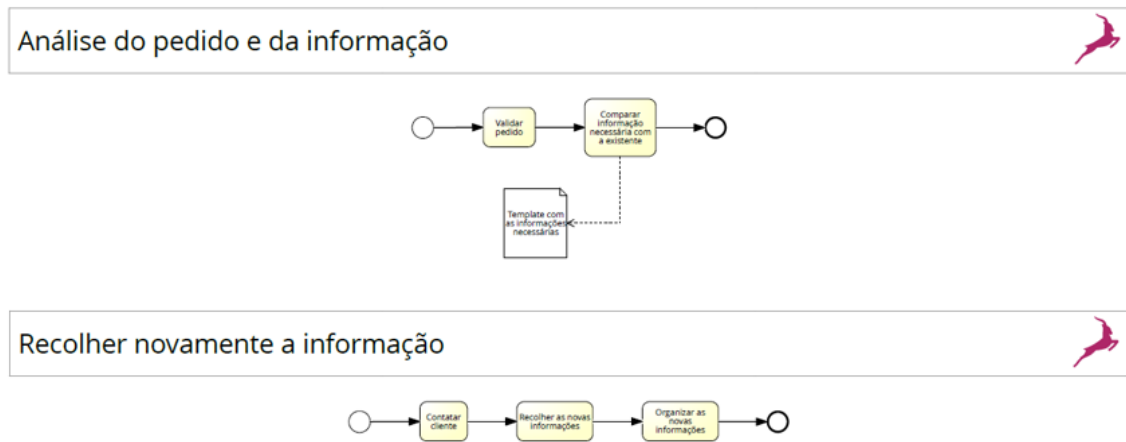 Análise do pedido e da informação
Validar
pedido
Comparar
informação
necessária com
a existente
Template com
as informações
necessárias
Recolher novamente a informação
Contatar
cliente
Recolher as novas
informações
Organizar as
novas
informações